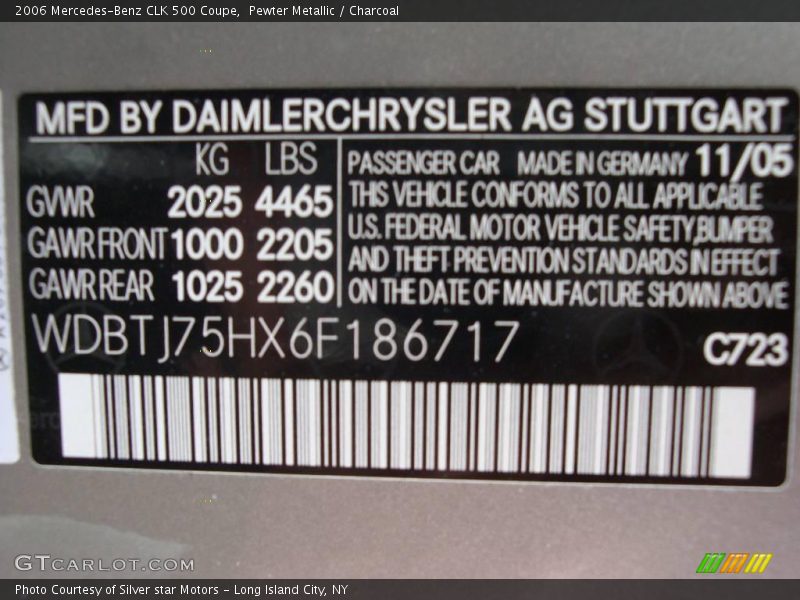 2006 Mercedes-Benz CLK 500 Coupe,  Pewter Metallic / Charcoal
MFD BY DAIMLERCHRYSLER AG STUTTGART
KG LBS
GVWR 2025 4465
GAWR FRONT 1000 2205
GAWR REAR 1025 2260
PASSENGER CAR MADE IN GERMANY 11/05
THIS VEHICLE CONFORMS TO ALL APPLICABLE
U.S. FEDERAL MOTOR VEHICLE SAFETY,BUMPER
AND THEFT PREVENTION STANDARDS IN EFFECT
ON THE DATE OF MANUFACTURE SHOWN ABOVE
WDBTJ75HX6F186717
C723
GTCARLOT.COM
Photo Courtesy of Silver star Motors - Long Island City, NY